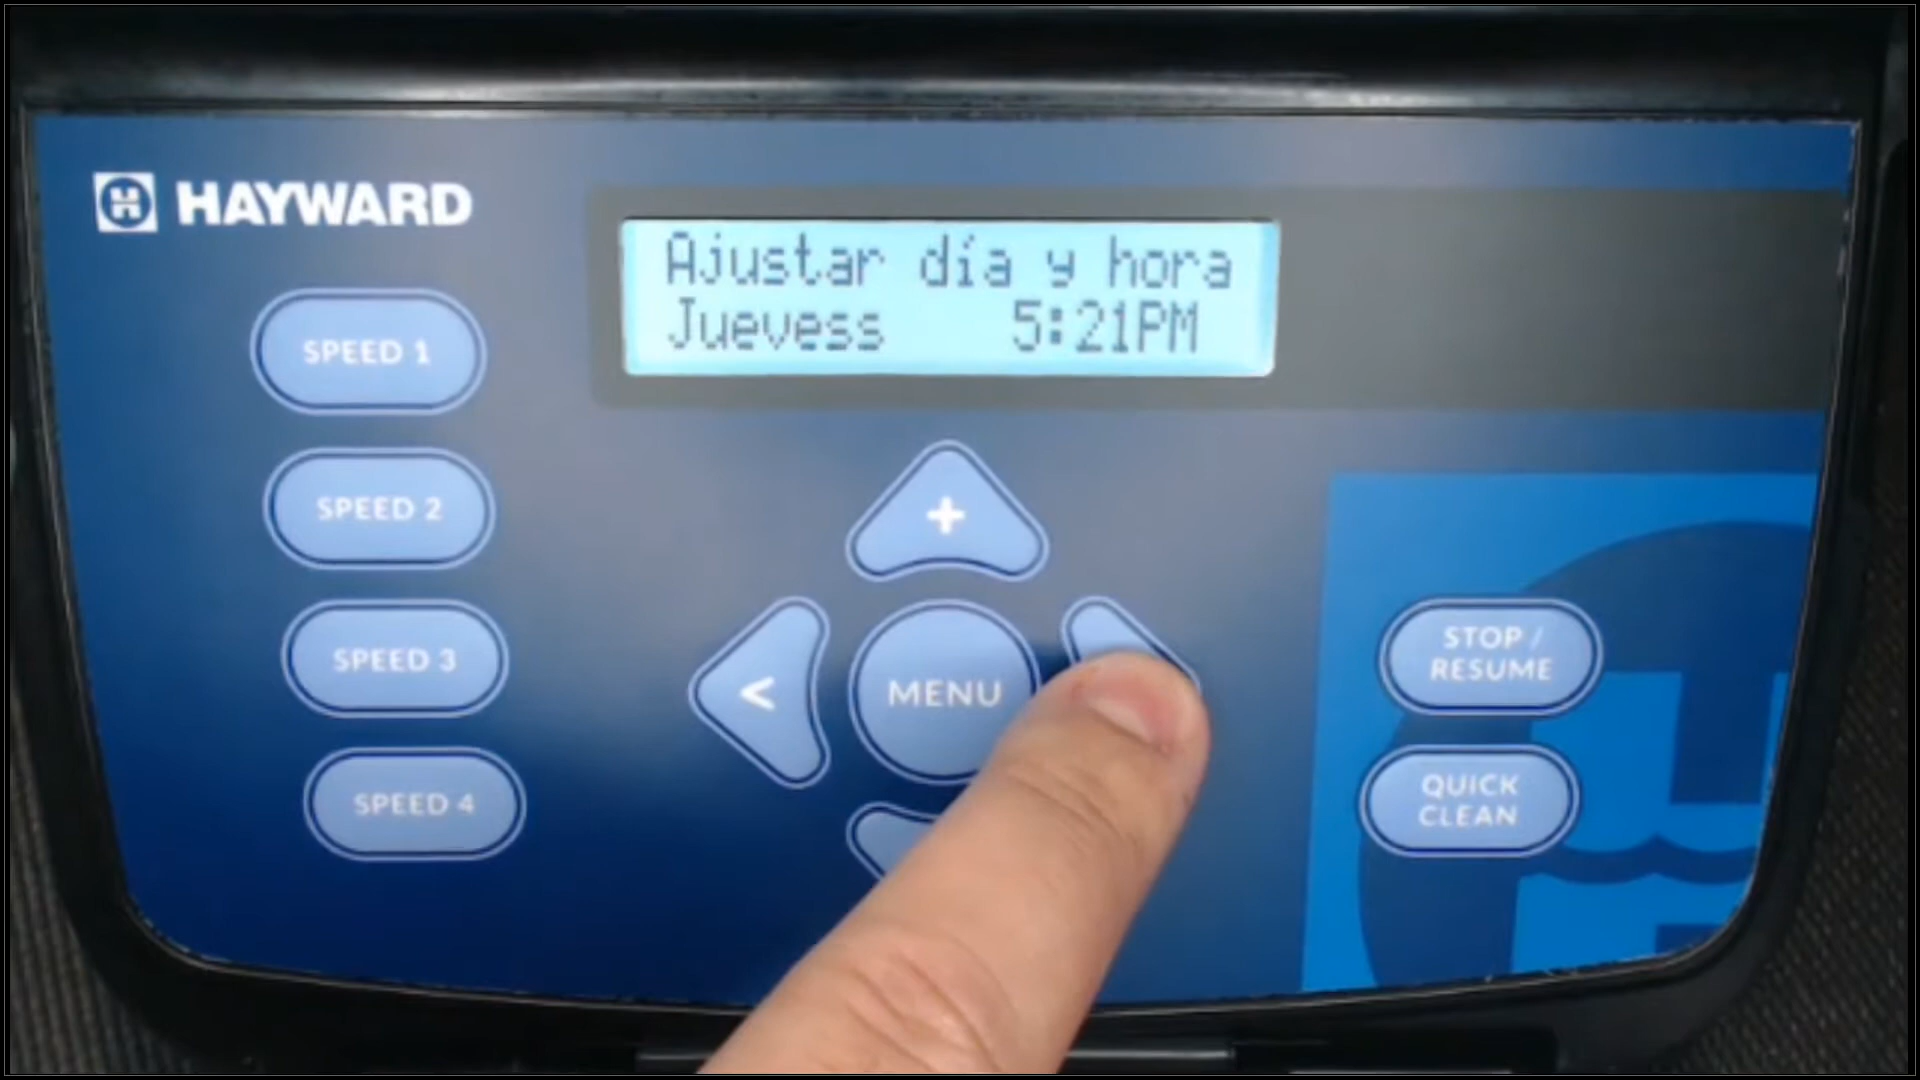 HAYWARD
Ajustar día y hora
Juevess 5:21PM
SPEED 1
SPEED 2
SPEED 3
SPEED 4
+
<
MENU
STOP /
RESUME
QUICK
CLEAN